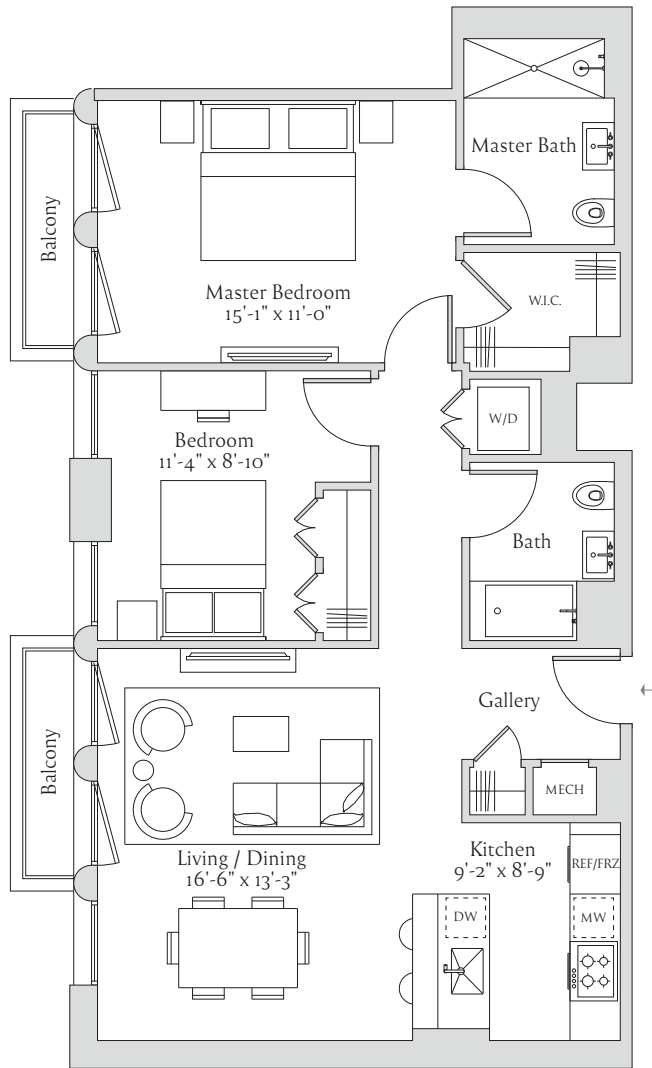 Master Bath
Balcony
Master Bedroom
15'-1" x 11'-0"
W.I.C.
W/D
Bedroom
11'-4" x 8'-10"
Bath
Gallery
Balcony
MECH
Living / Dining
16'-6" x 13'-3"
Kitchen
9'-2" x 8'-9"
REF/FRZ
DW
MW